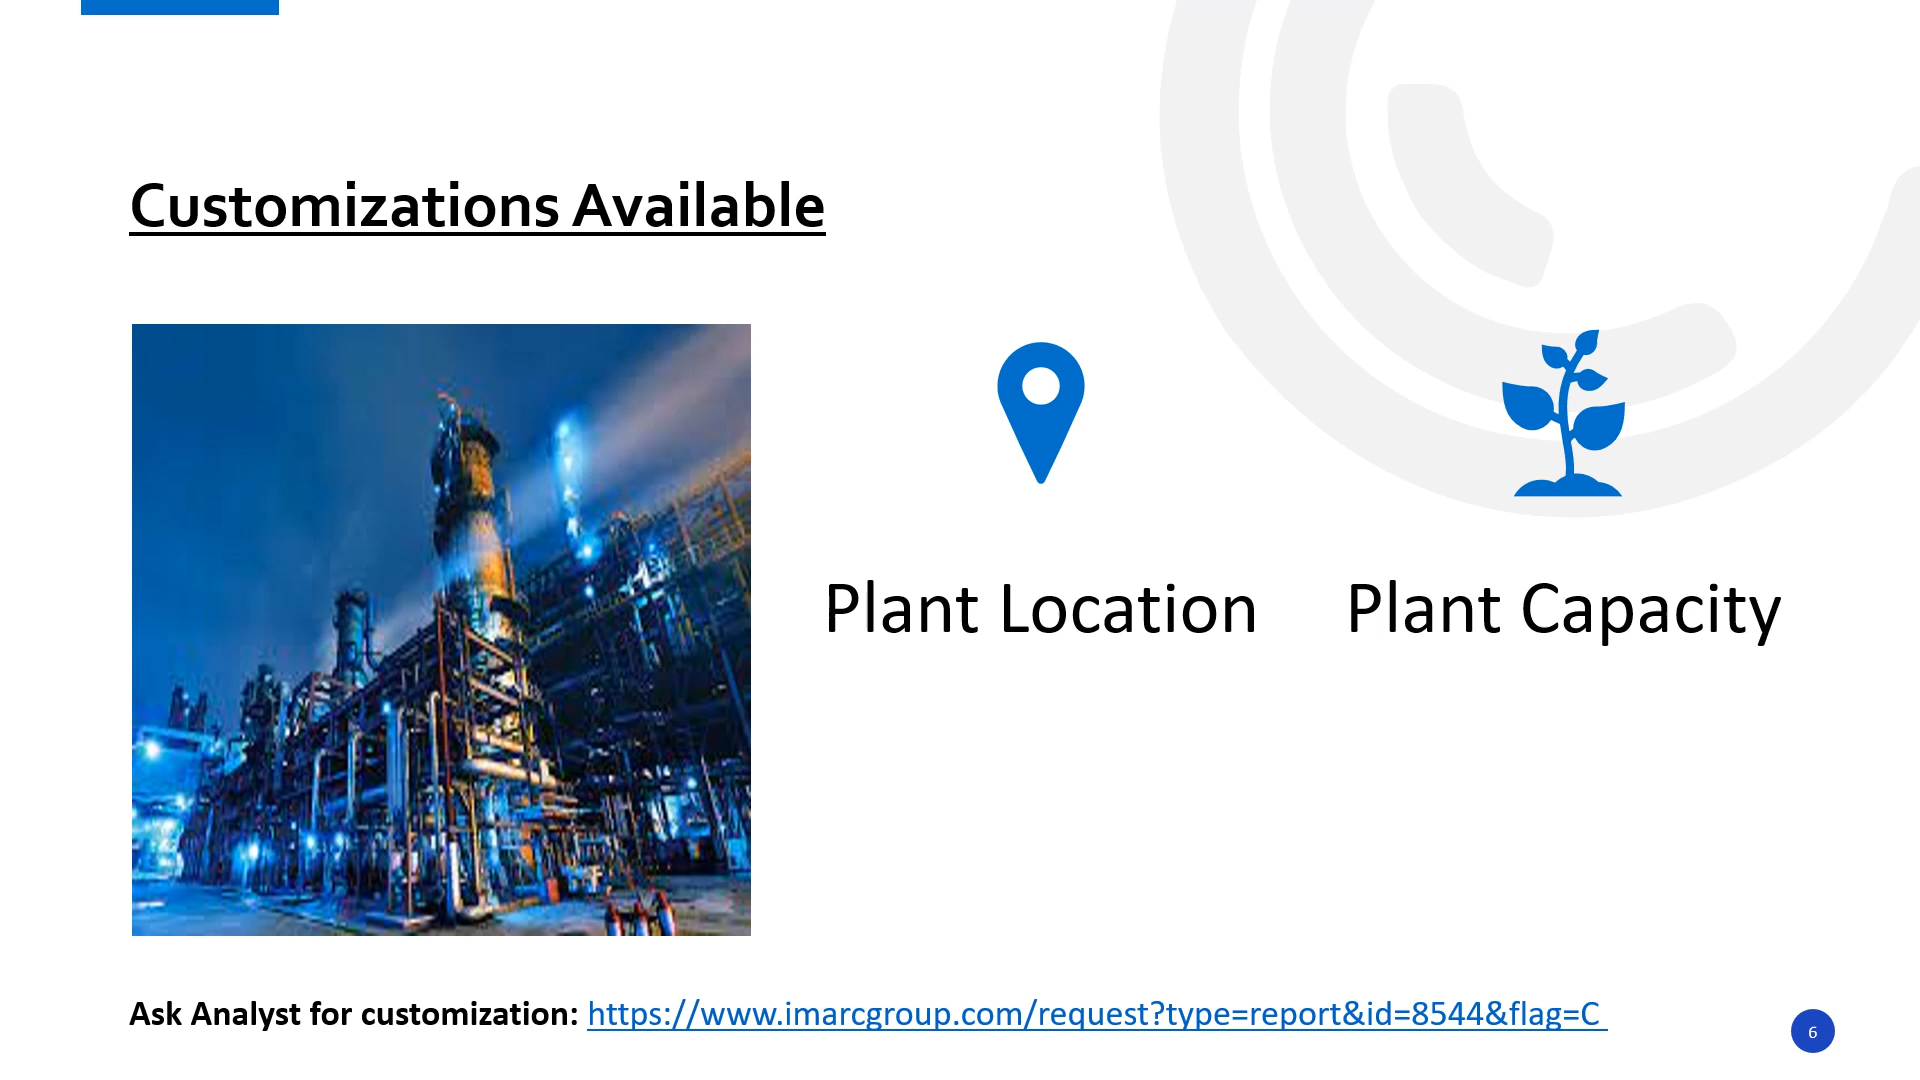 Customizations Available
Plant Location
Plant Capacity
Ask Analyst for customization: https://www.imarcgroup.com/request?type=report&id=8544&flag=C
6